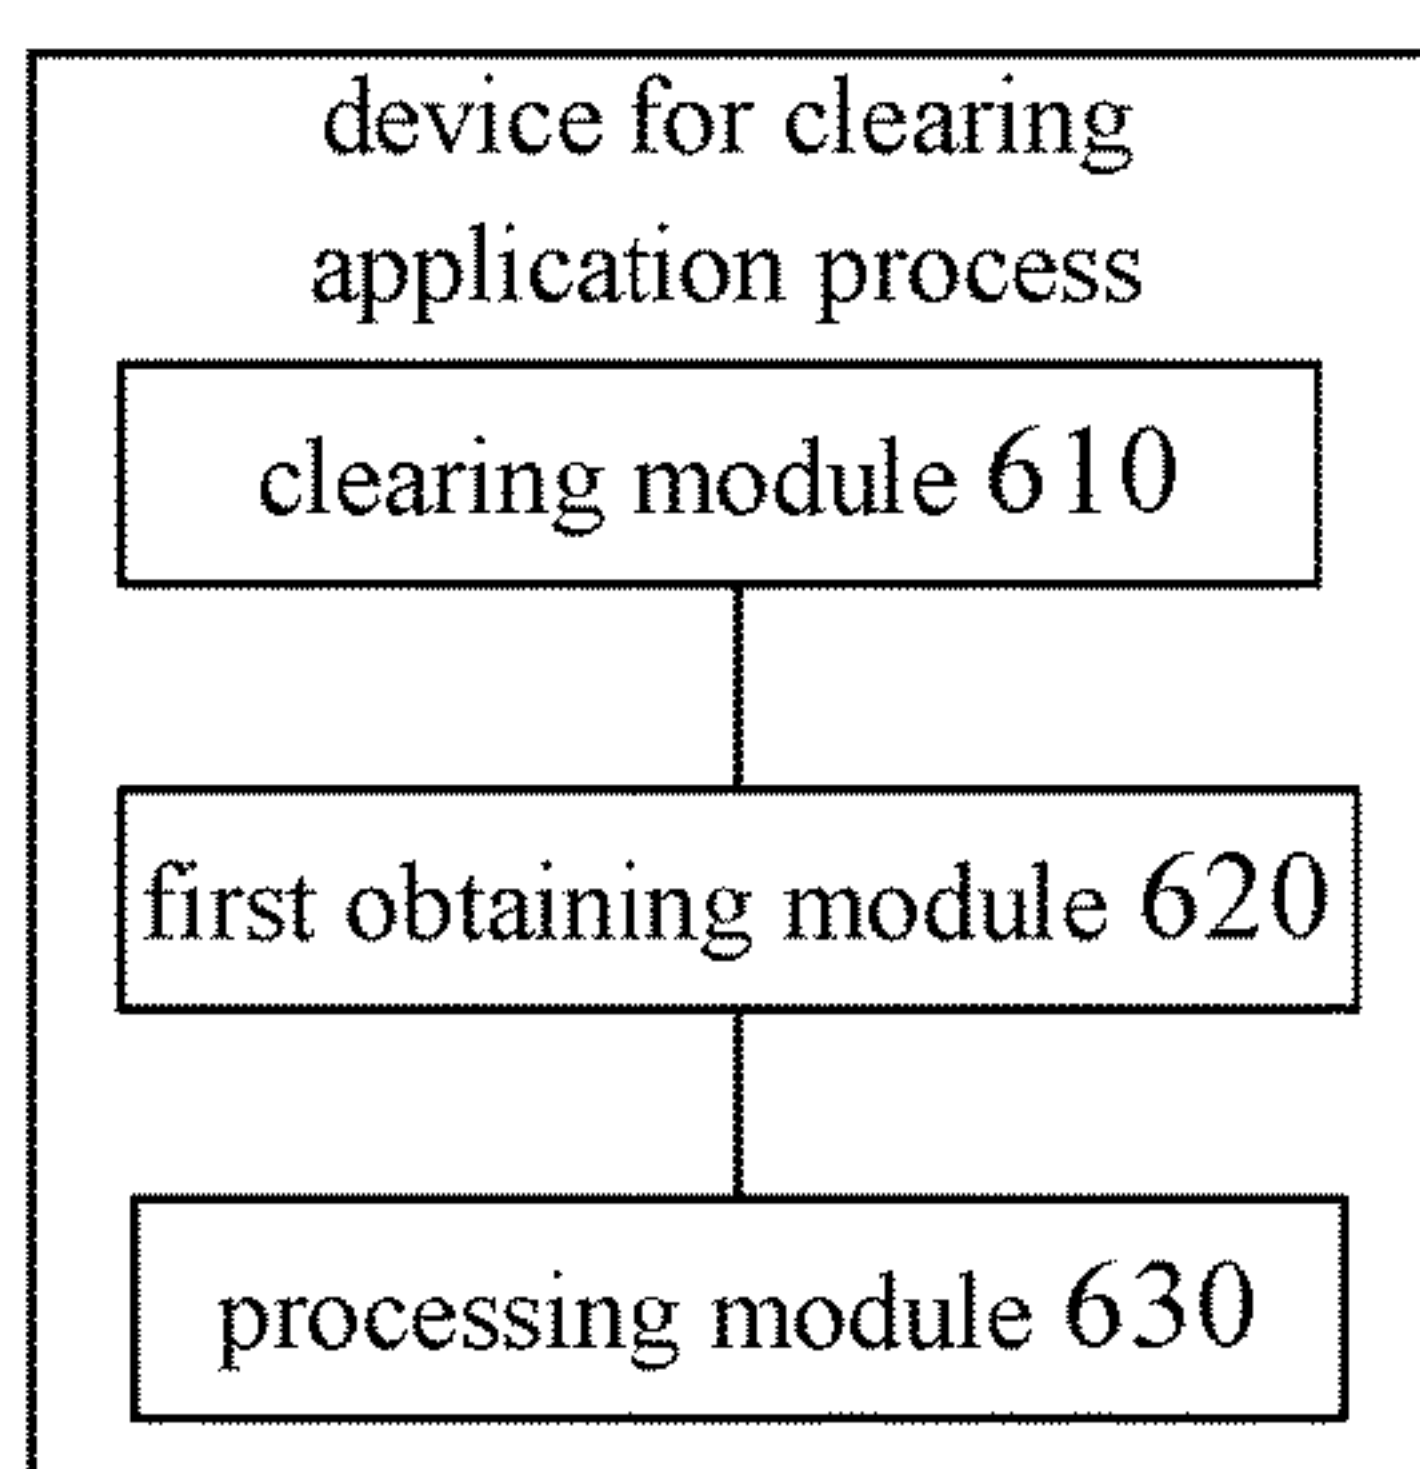 device for clearing
application process
clearing module 610
first obtaining module 620
processing module 630